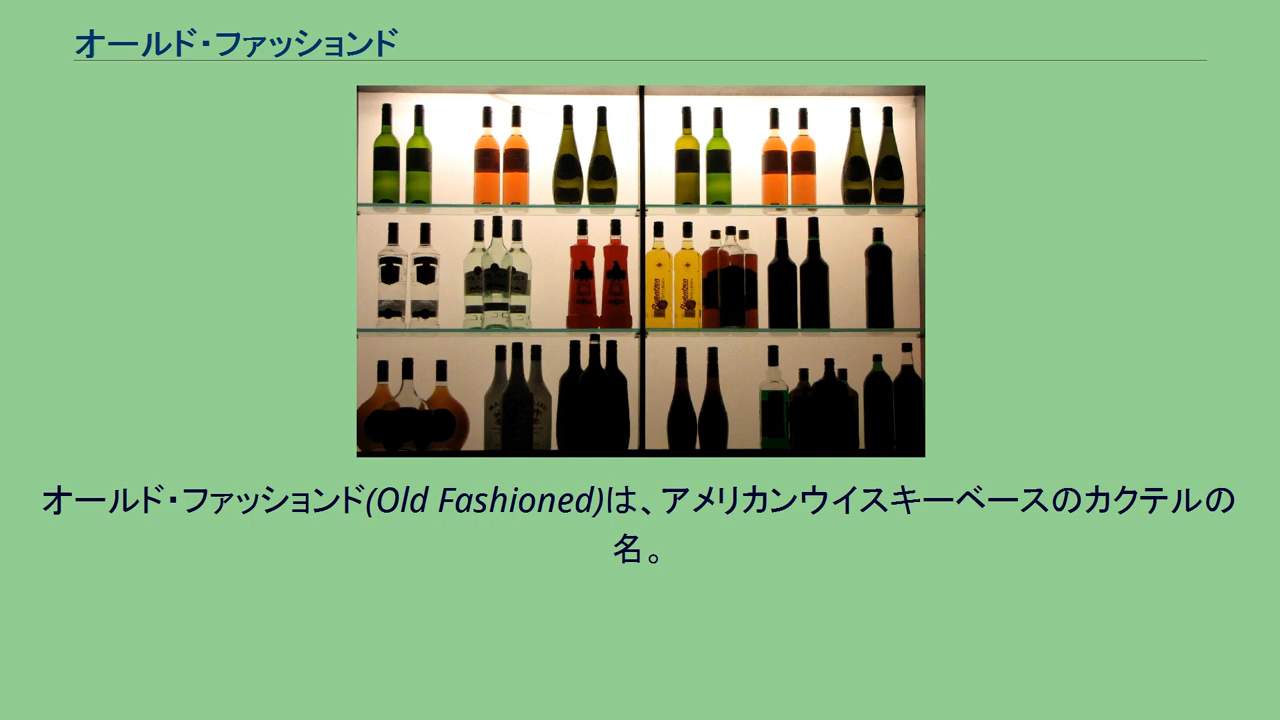 オールド・ファッションド
オールド・ファッションド(Old Fashioned)は、アメリカンウイスキーベースのカクテルの
名。